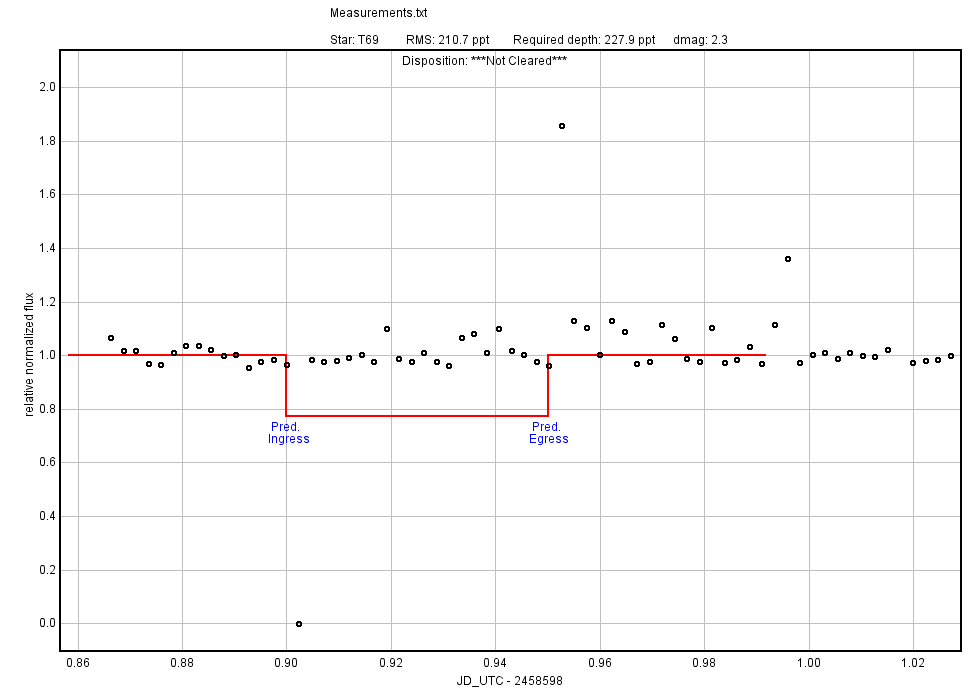 Measurements.txt
Star: T69 RMS: 210.7 ppt Required depth: 227.9 ppt dmag: 2.3
Disposition: ***Not Cleared***
2.0
1.8
1.6
1.4
1.2
1.0
0.8
0.6
0.4
0.2
0.0
relative normalized flux
Pred.
Ingress
Pred.
Egress
0.86 0.88 0.90 0.92 0.94 0.96 0.98 1.00 1.02
JD_UTC - 2458598